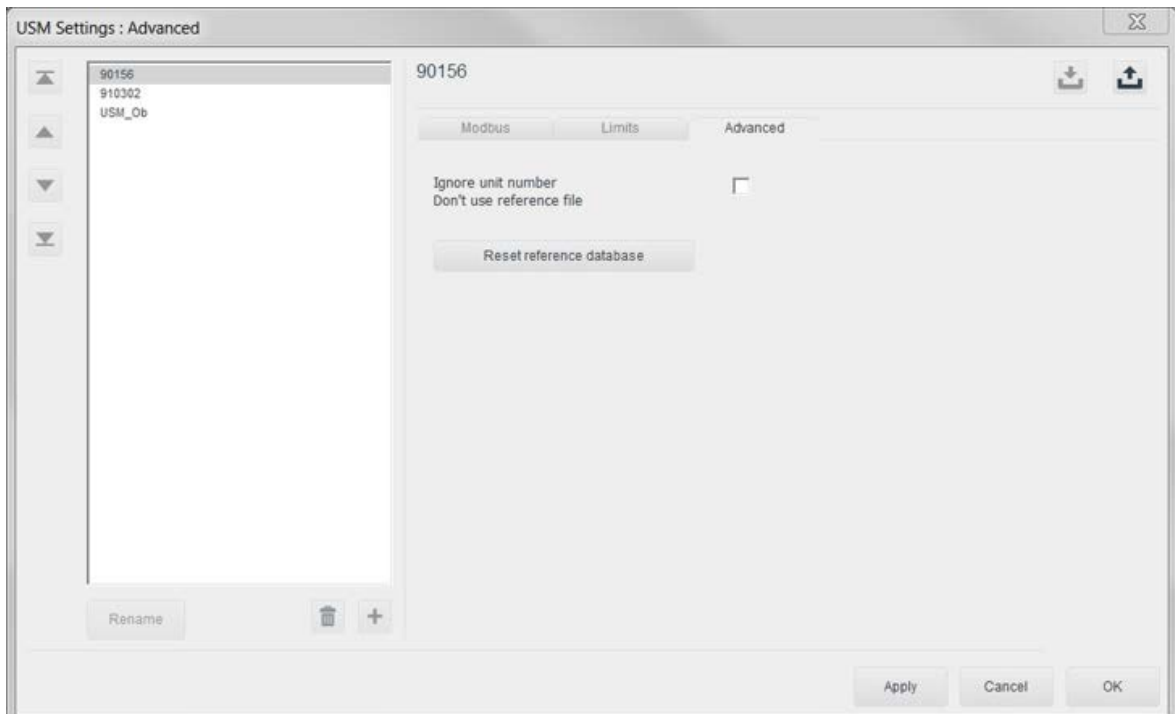 USM Settings : Advanced
90156
910302
USM_Ob
90156
Modbus
Limits
Advanced
Ignore unit number
Don't use reference file
Reset reference database
Rename
Apply
Cancel
OK